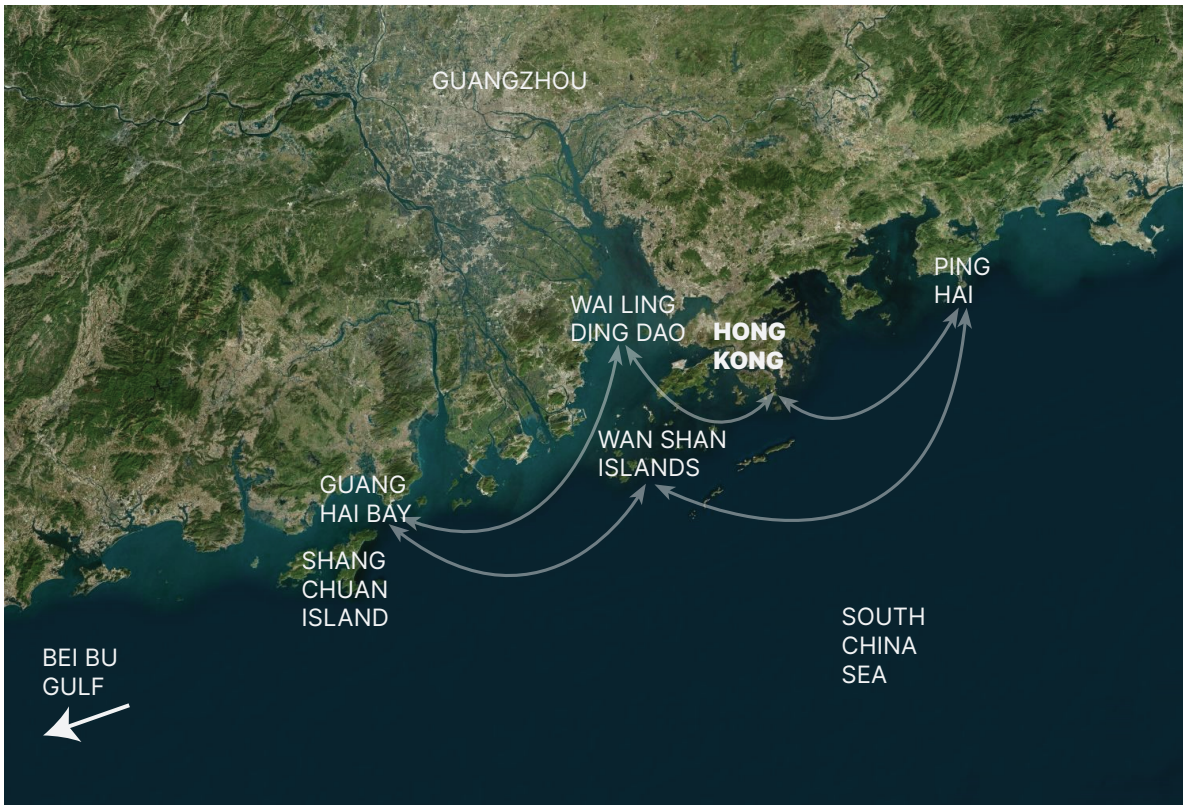 GUANGZHOU
PING
HAI
WAI LING
DING DAO
HONG
KONG
WAN SHAN
ISLANDS
GUANG
HAI BAY
SHANG
CHUAN
ISLAND
SOUTH
CHINA
SEA
BEI BU
GULF